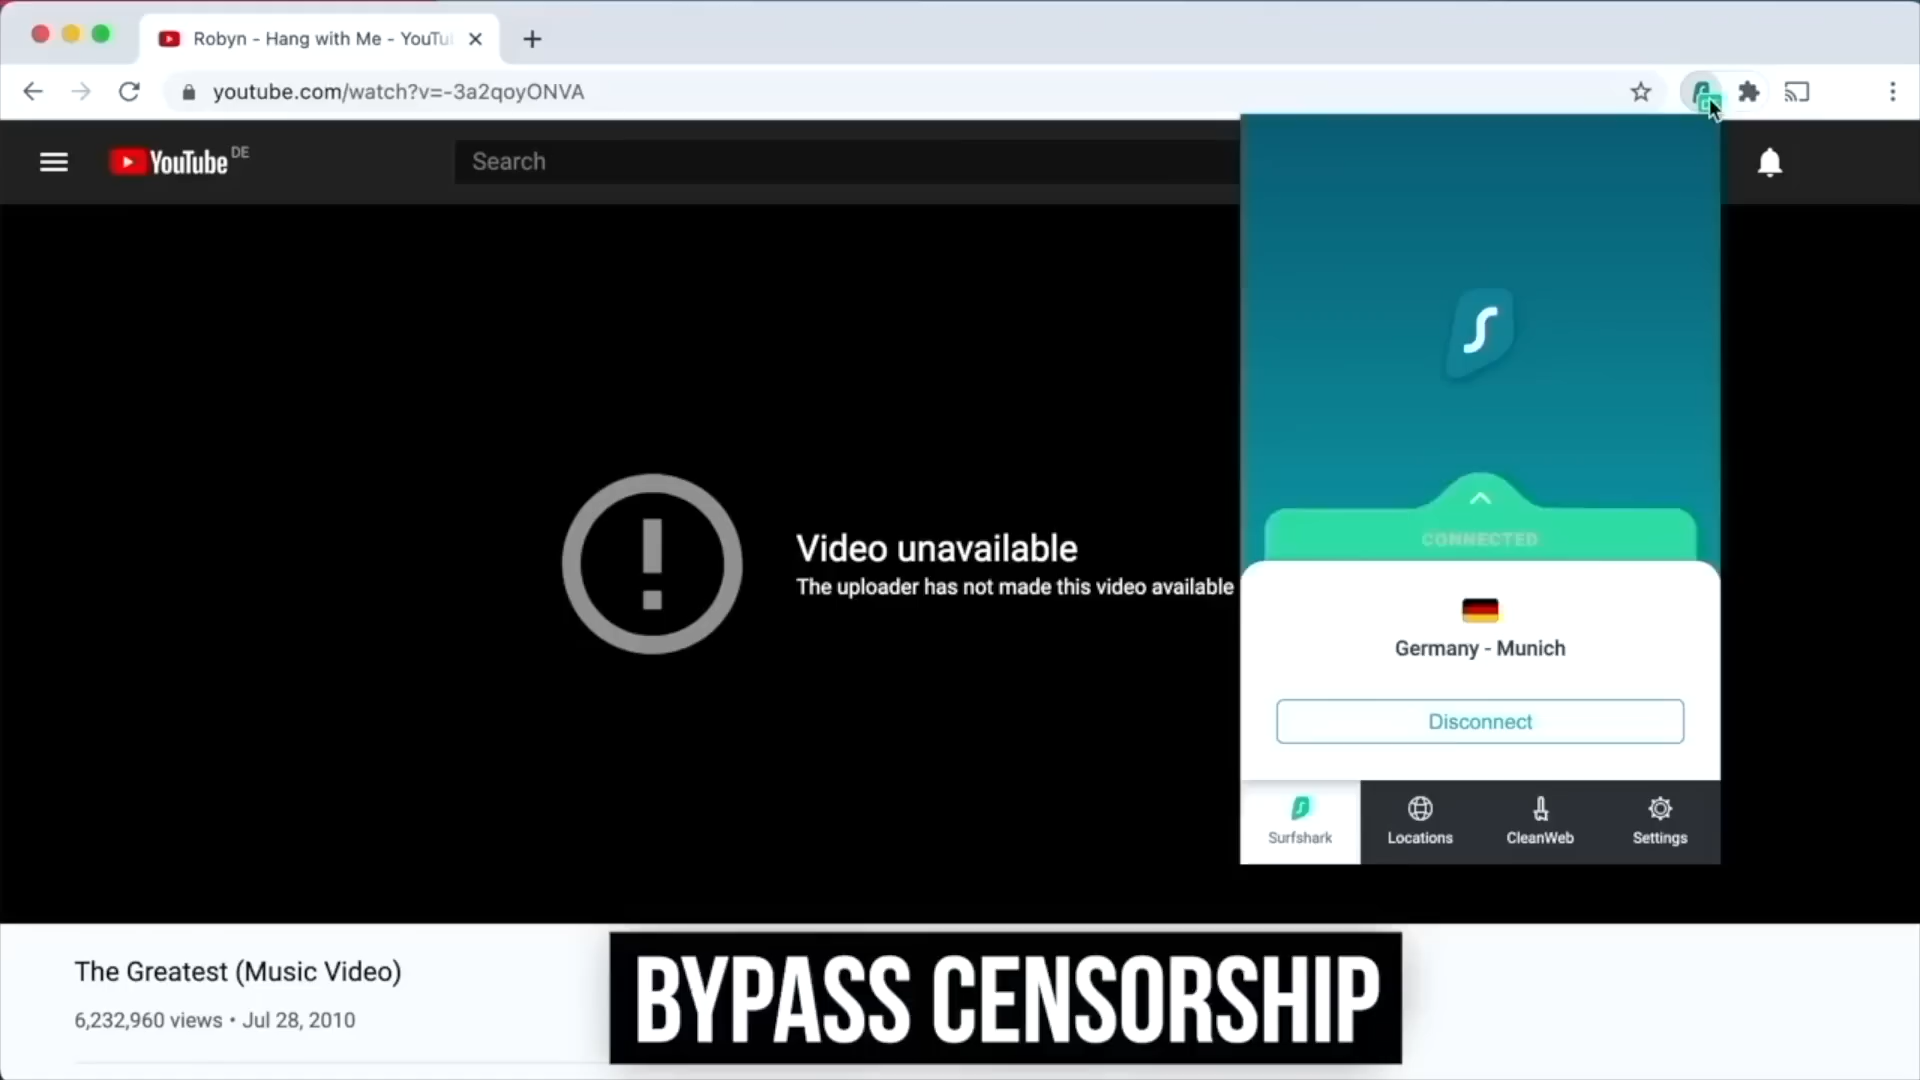 Robyn - Hang with Me - YouTu
youtube.com/watch?v=-3a2qoyONVA
YouTube DE
Search
Video unavailable
The uploader has not made this video available
CONNECTED
Germany - Munich
Disconnect
Surfshark
Locations
CleanWeb
Settings
The Greatest (Music Video)
6,232,960 views • Jul 28, 2010
BYPASS CENSORSHIP